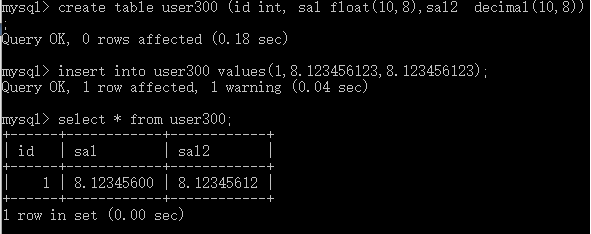 mysql> create table user300 (id int, sal float(10,8),sal2  decimal(10,8))
;
Query OK, 0 rows affected (0.18 sec)
mysql> insert into user300 values(1,8.123456123,8.123456123);
Query OK, 1 row affected, 1 warning (0.04 sec)
mysql> select * from user300;
+------+------------+------------+
| id   | sal        | sal2       |
+------+------------+------------+
|    1 | 8.12345600 | 8.12345612 |
+------+------------+------------+
1 row in set (0.00 sec)